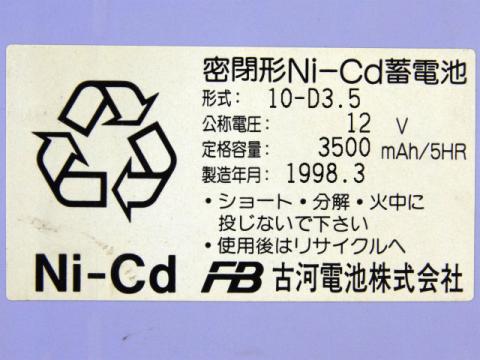 密閉形Ni-Cd蓄電池
形式: 10-D3.5
公称電圧: 12 V
定格容量: 3500 mAh/5HR
製造年月: 1998.3
・ショート・分解・火中に
投じないで下さい
・使用後はリサイクルへ
Ni-Cd FB 古河電池株式会社